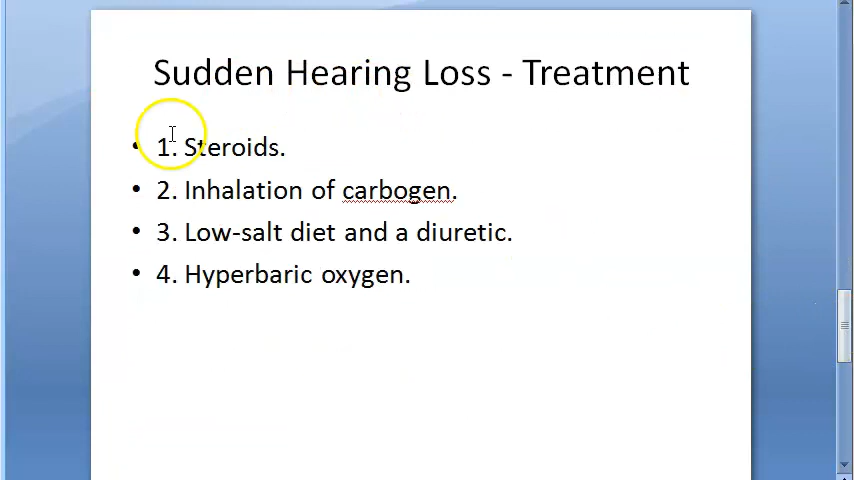 Sudden Hearing Loss - Treatment
• 1. Steroids.
• 2. Inhalation of carbogen.
• 3. Low-salt diet and a diuretic.
• 4. Hyperbaric oxygen.